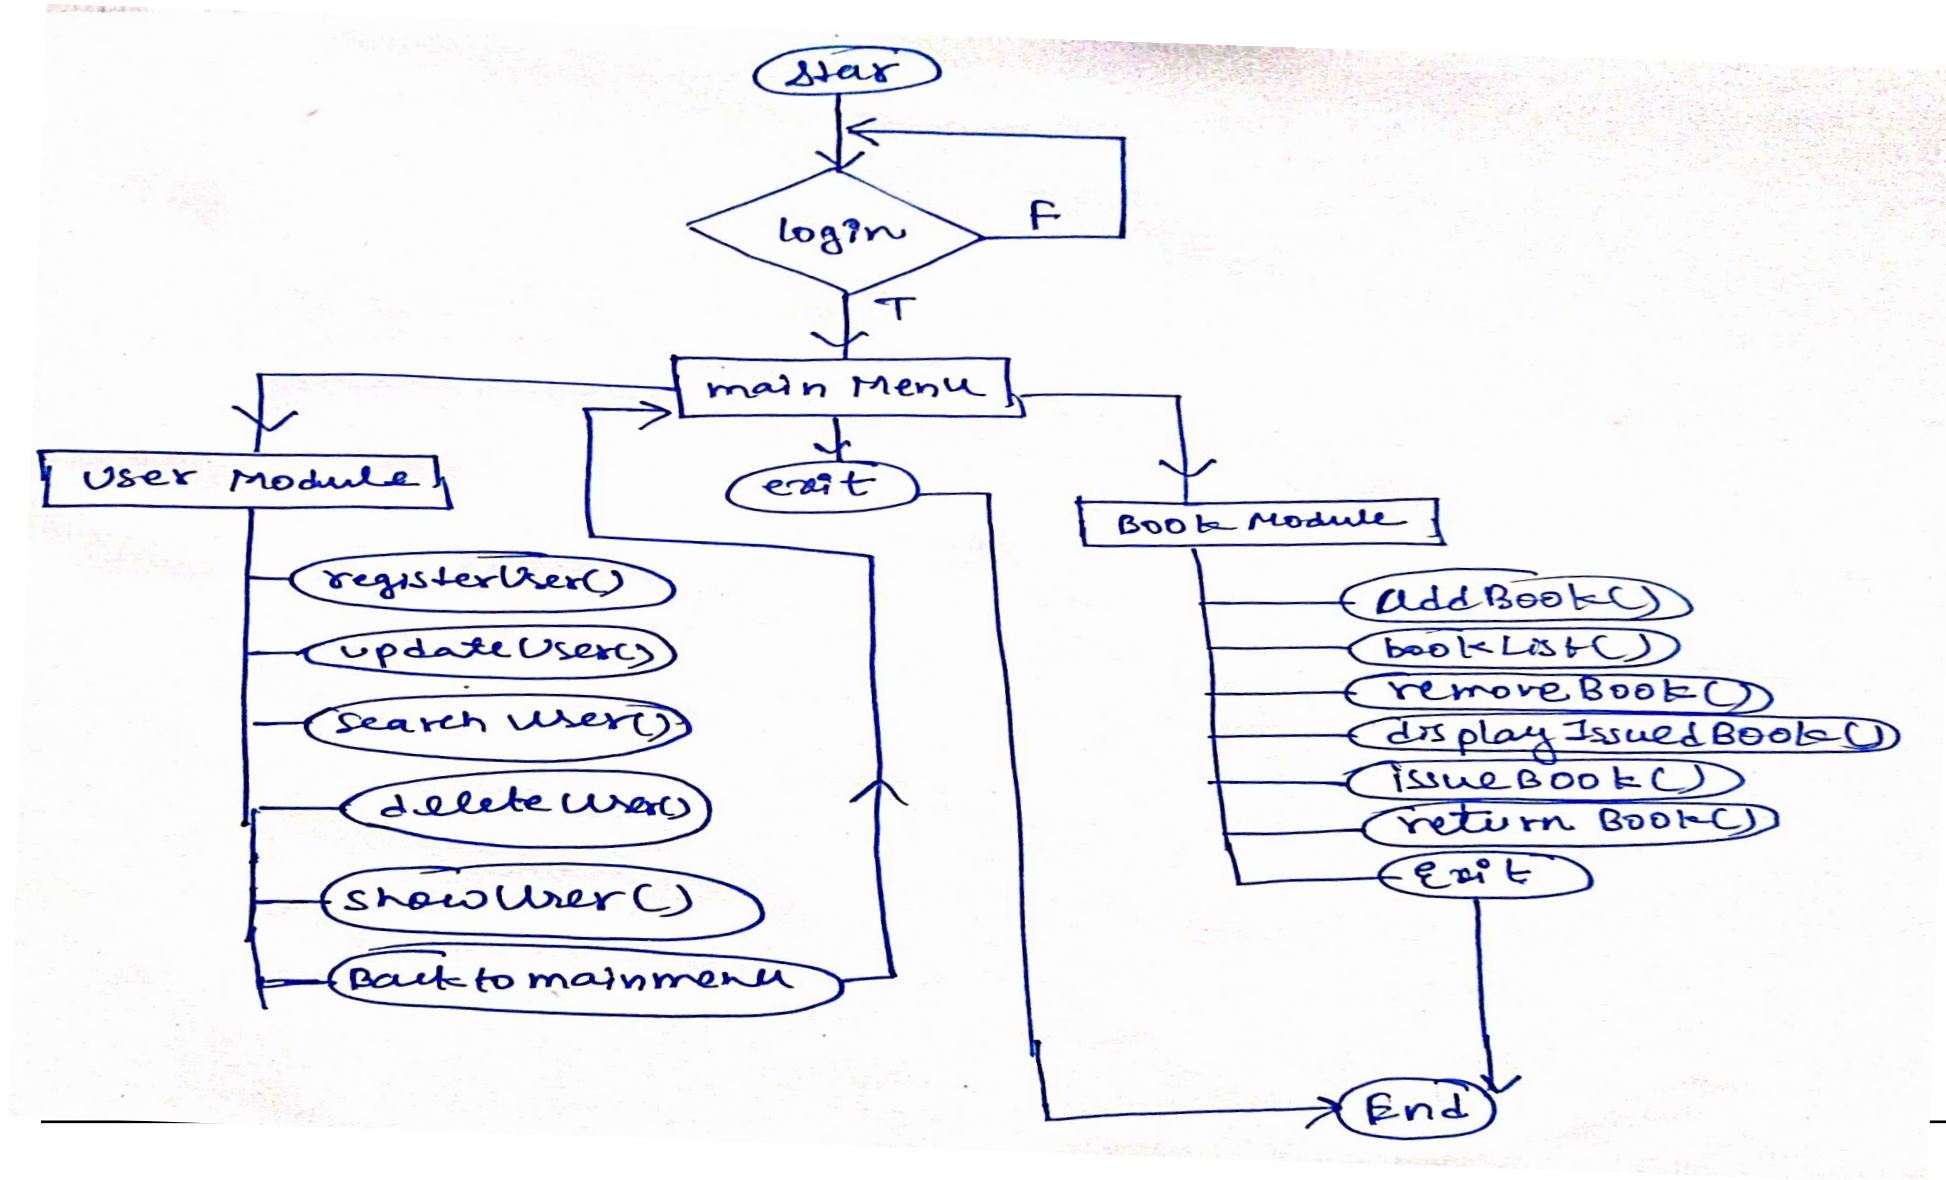 Star
login
F
T
main Menu
User Module
exit
Book Module
registerUser()
updateUser()
search User()
deleteUser()
showUser()
Back to mainmenu
addBook()
bookList()
removeBook()
displayIssuedBook()
issueBook()
return Book()
Exit
End